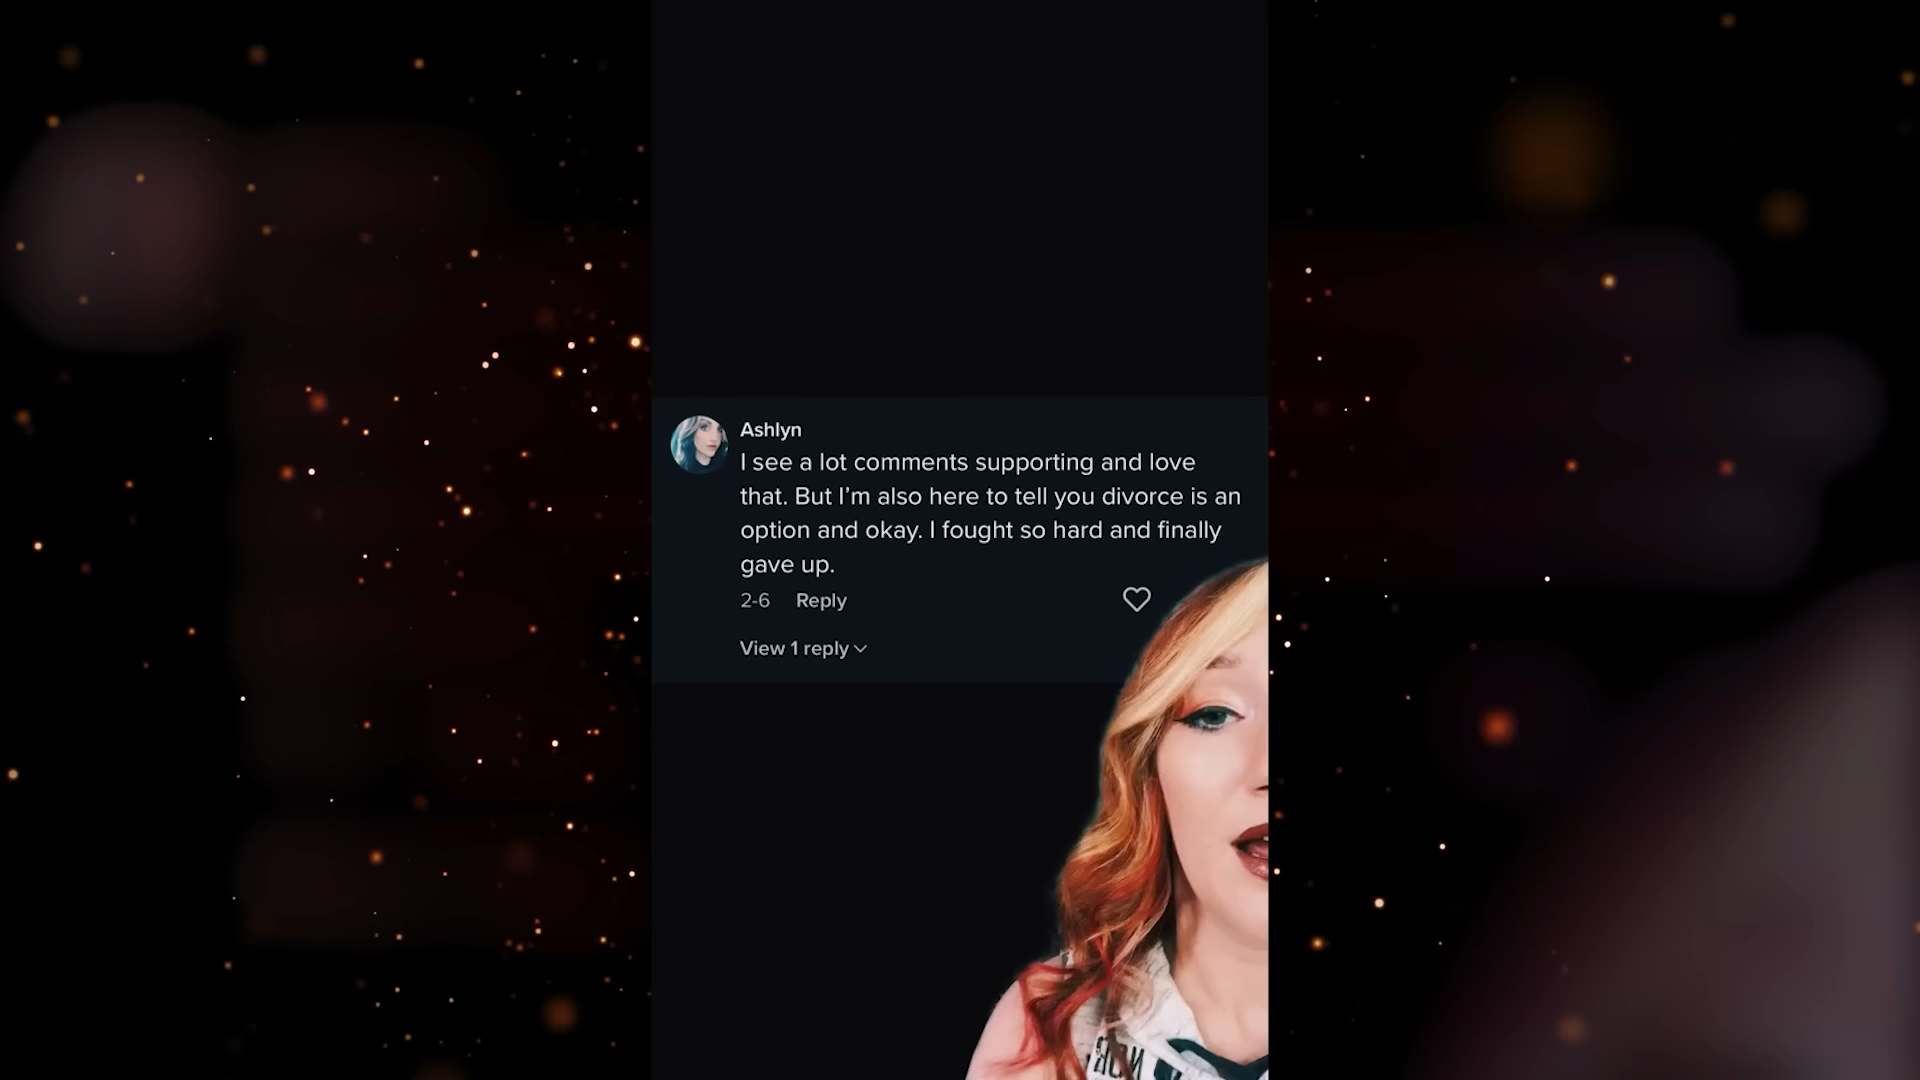 Ashlyn
I see a lot comments supporting and love
that. But I'm also here to tell you divorce is an
option and okay. I fought so hard and finally
gave up.
2-6 Reply
View 1 reply